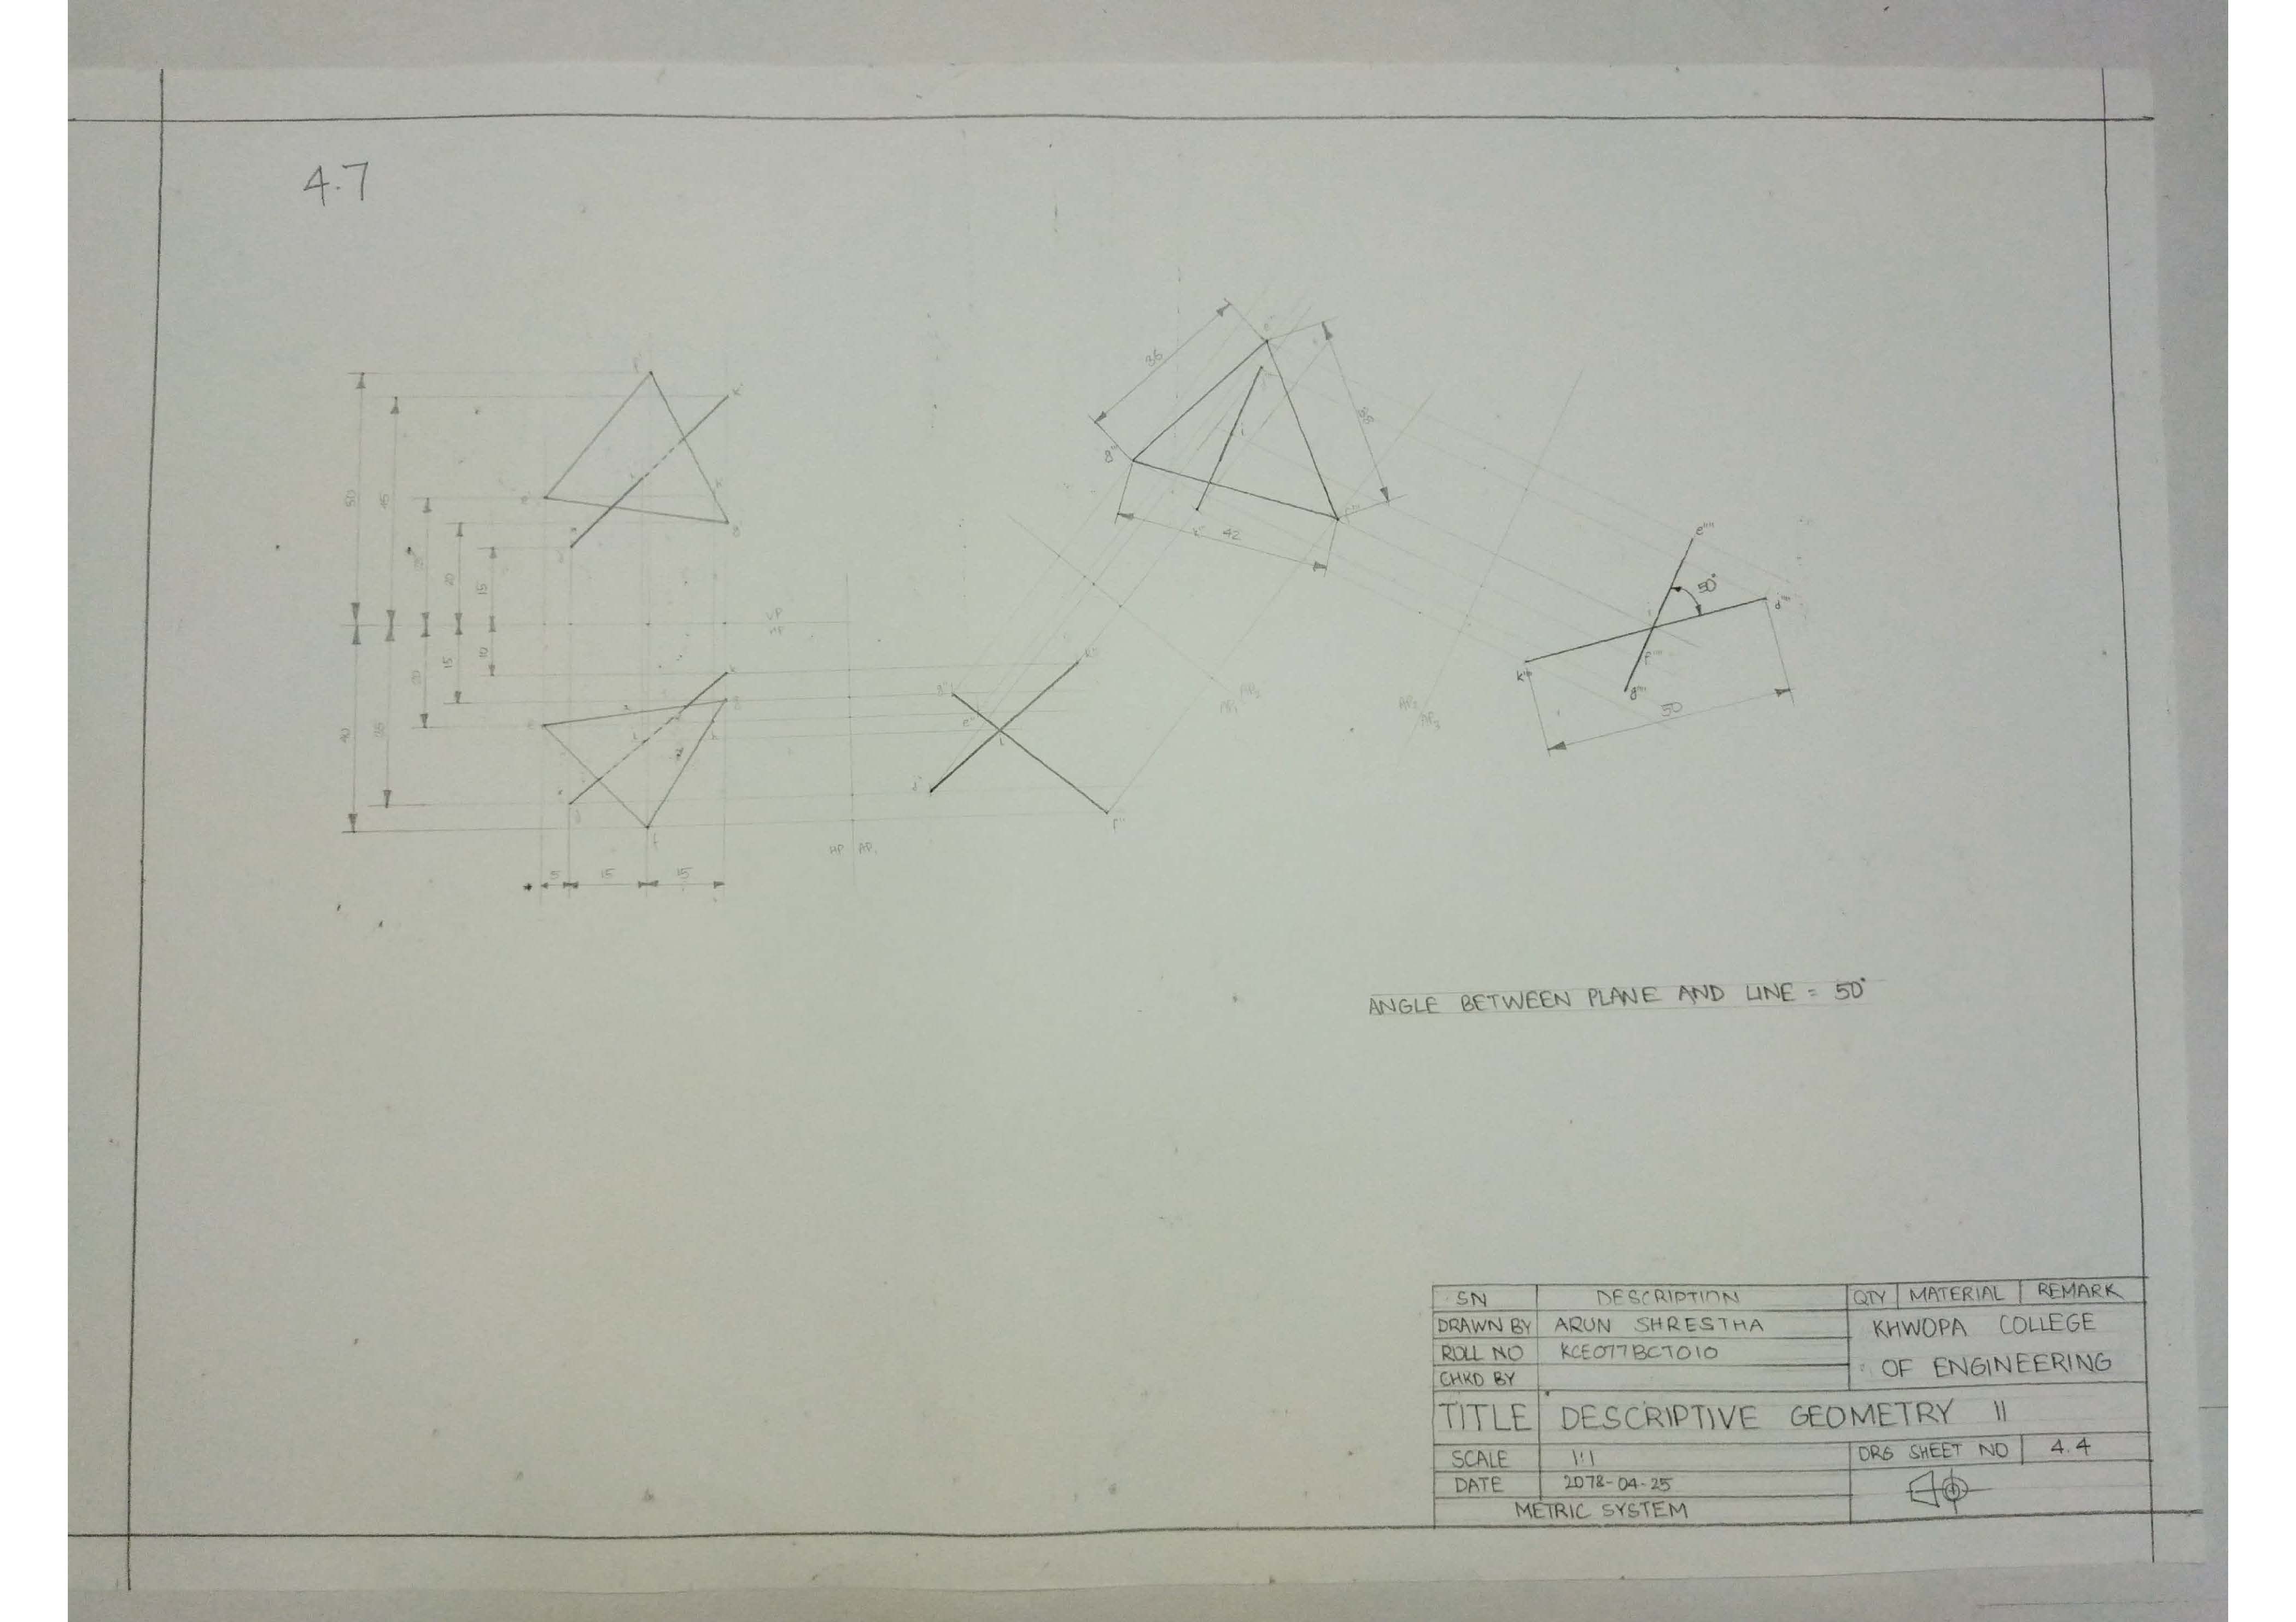 4.7
36
38
42
50
45
20
15
VP
HP
10
15
20
40
35
5 15 15
HP AP₁
AP₁ AP₂
AP₂
AP₃
e''''
50°
d''''
k''''
f''''
g''''
50
ANGLE BETWEEN PLANE AND LINE = 50°
SN DESCRIPTION QTY MATERIAL REMARK
DRAWN BY ARUN SHRESTHA KHWOPA COLLEGE
ROLL NO KCE077BCT010 OF ENGINEERING
CHKD BY
TITLE DESCRIPTIVE GEOMETRY II
SCALE 1:1 DRG SHEET NO 4.4
DATE 2078-04-25
METRIC SYSTEM